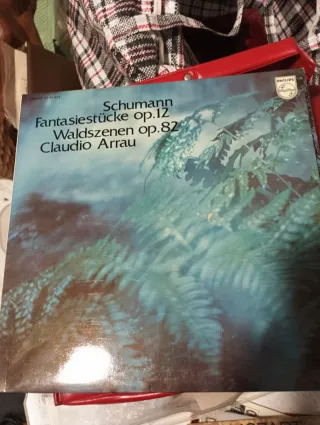 PHILIPS
Schumann
Fantasiestücke op.12
Waldszenen op.82
Claudio Arrau